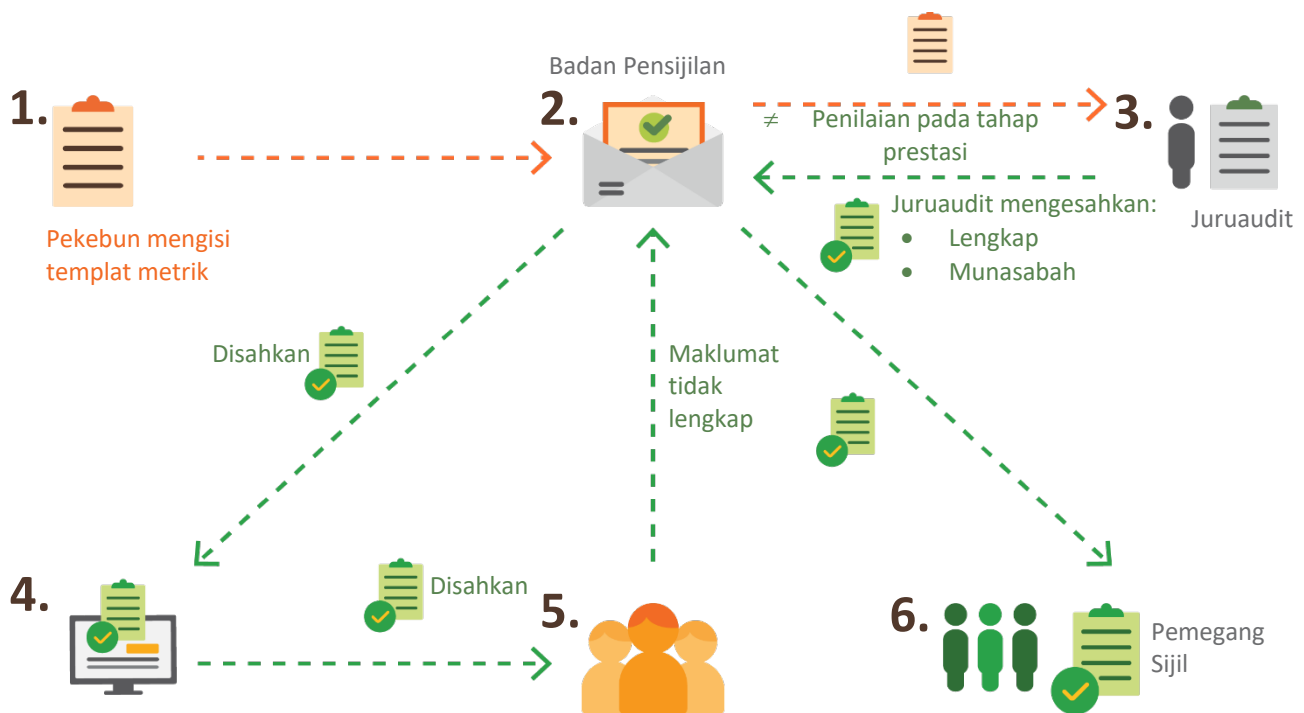 1.
Pekebun mengisi
templat metrik
Badan Pensijilan
2.
≠ Penilaian pada tahap
prestasi
3.
Juruaudit
Juruaudit mengesahkan:
• Lengkap
• Munasabah
Disahkan
Maklumat
tidak
lengkap
4.
Disahkan
5.
6.
Pemegang
Sijil